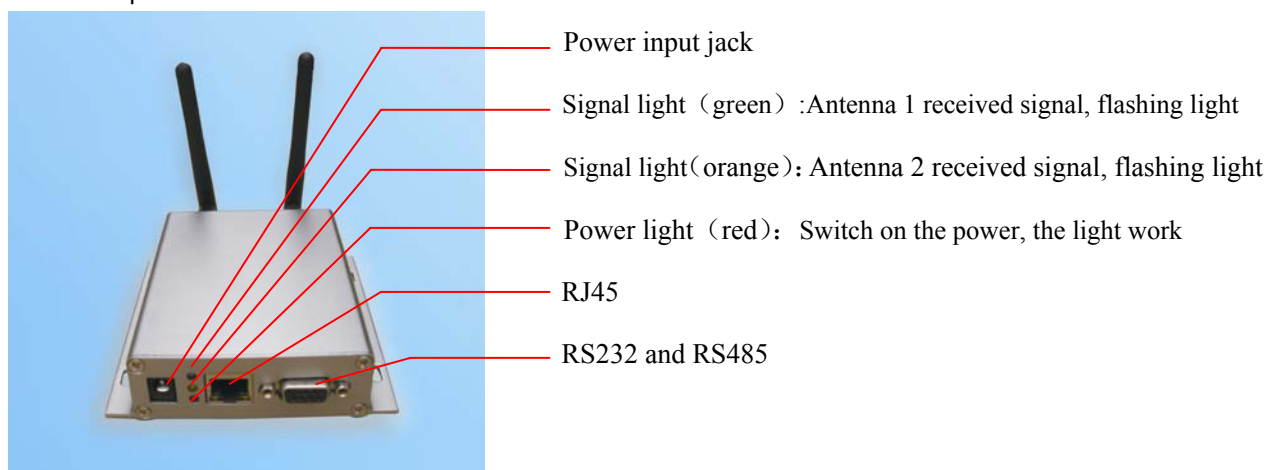 Power input jack
Signal light（green）:Antenna 1 received signal, flashing light
Signal light（orange）：Antenna 2 received signal, flashing light
Power light（red）： Switch on the power, the light work
RJ45
RS232 and RS485